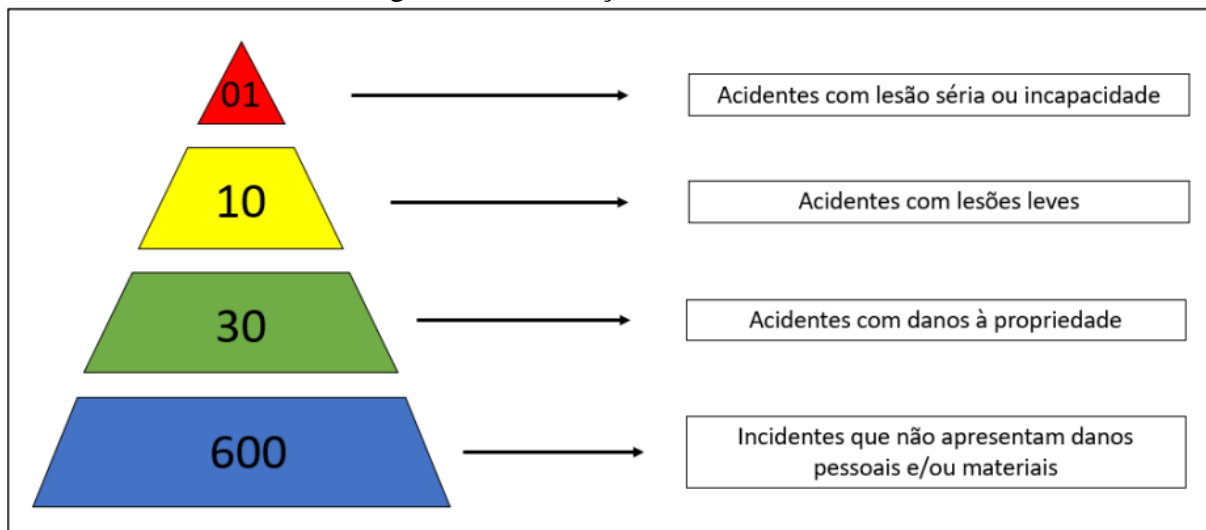 01
Acidentes com lesão séria ou incapacidade
10
Acidentes com lesões leves
30
Acidentes com danos à propriedade
600
Incidentes que não apresentam danos
pessoais e/ou materiais